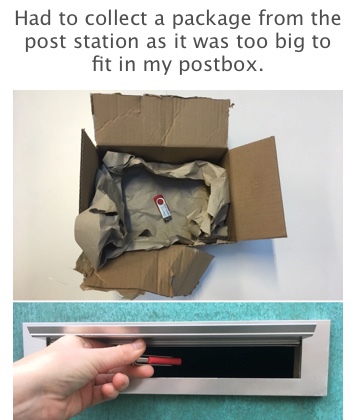 Had to collect a package from the
post station as it was too big to
fit in my postbox.